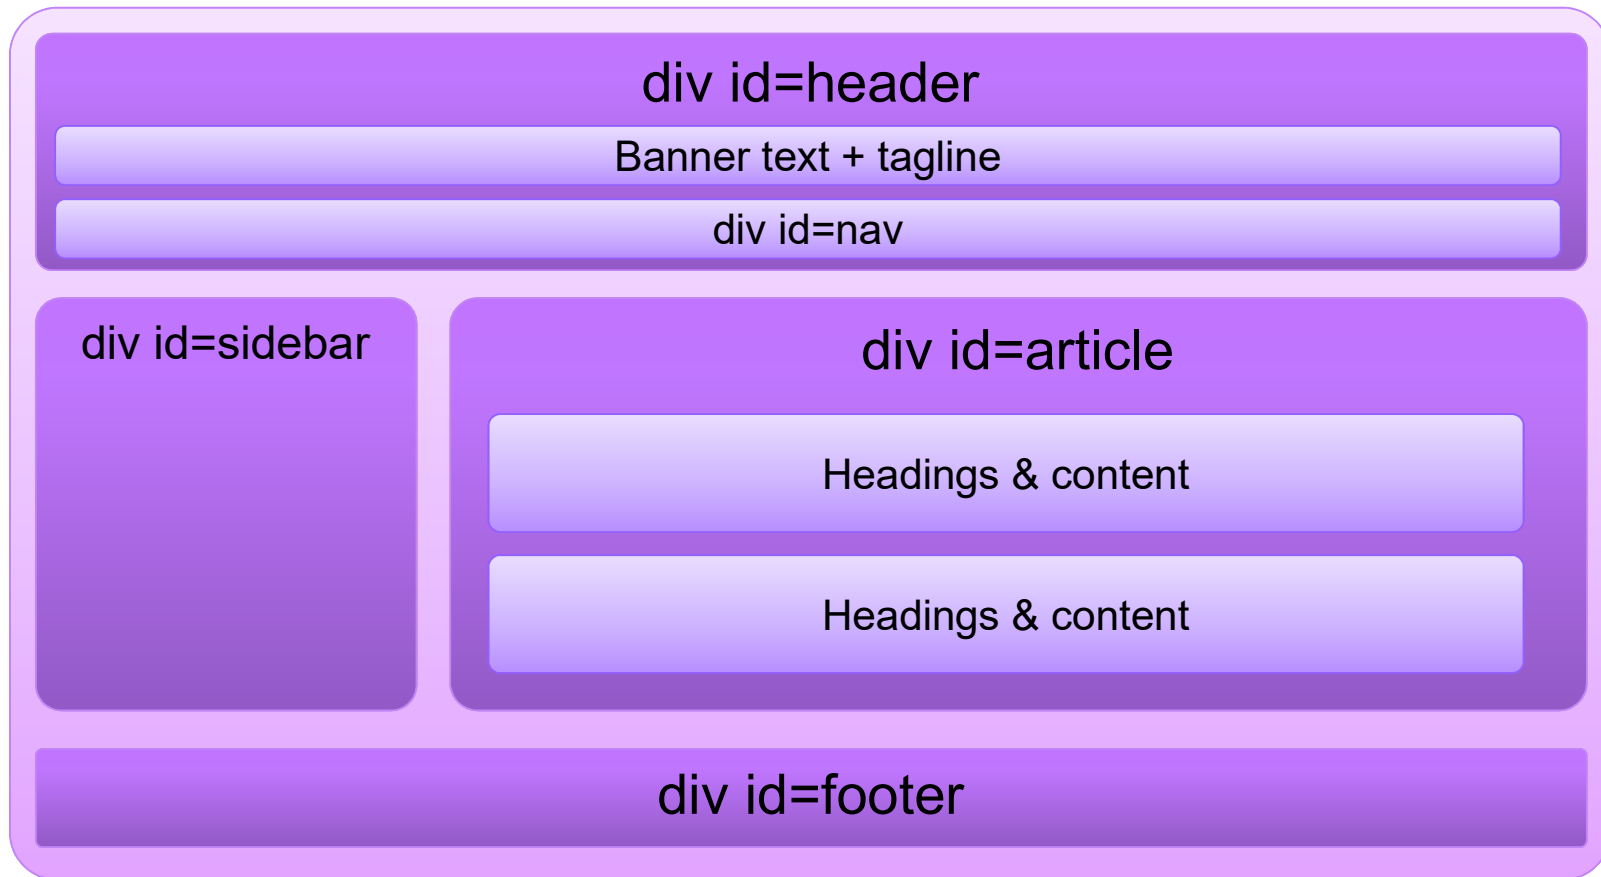 div id=header
Banner text + tagline
div id=nav
div id=sidebar
div id=article
Headings & content
Headings & content
div id=footer